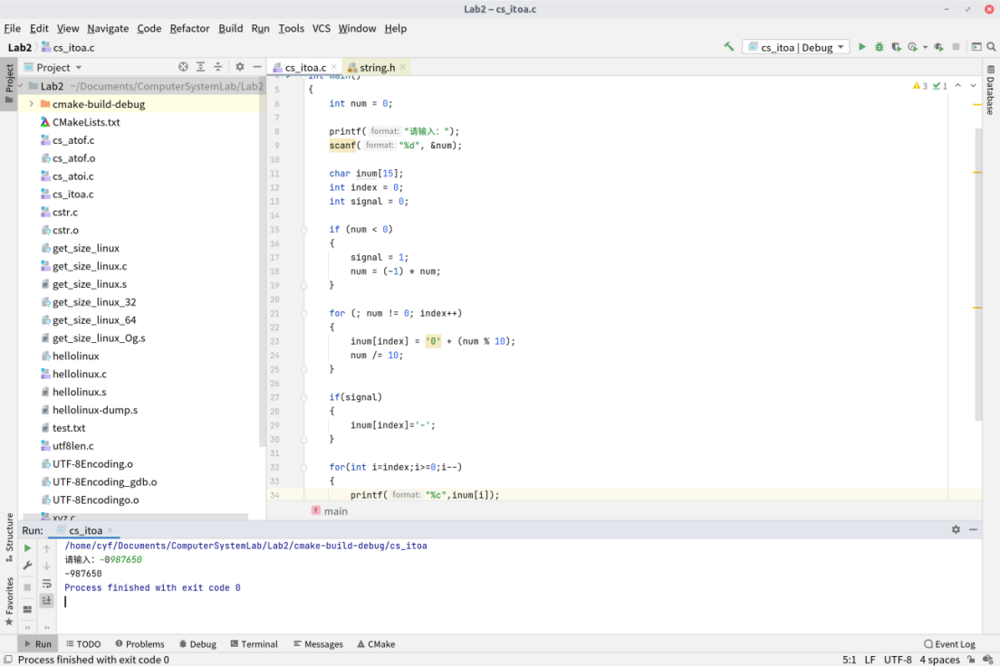 Lab2 – cs_itoa.c
File Edit View Navigate Code Refactor Build Run Tools VCS Window Help
Lab2 › cs_itoa.c
cs_itoa | Debug
Project
cs_itoa.c
string.h
Project
Database
Lab2 ~/Documents/ComputerSystemLab/Lab2
cmake-build-debug
CMakeLists.txt
cs_atof.c
cs_atof.o
cs_atoi.c
cs_itoa.c
cstr.c
cstr.o
get_size_linux
get_size_linux.c
get_size_linux.s
get_size_linux_32
get_size_linux_64
get_size_linux_Og.s
hellolinux
hellolinux.c
hellolinux.s
hellolinux-dump.s
test.txt
utf8len.c
UTF-8Encoding.o
UTF-8Encoding_gdb.o
UTF-8Encodingo.o
xyz.c
3 1
4 int main()
5 {
6 int num = 0;
7
8 printf( format: "请输入: ");
9 scanf( format: "%d", &num);
10
11 char inum[15];
12 int index = 0;
13 int signal = 0;
14
15 if (num < 0)
16 {
17 signal = 1;
18 num = (-1) * num;
19 }
20
21 for (; num != 0; index++)
22 {
23 inum[index] = '0' + (num % 10);
24 num /= 10;
25 }
26
27 if(signal)
28 {
29 inum[index]='-';
30 }
31
32 for(int i=index;i>=0;i--)
33 {
34 printf( format: "%c",inum[i]);
f main
Structure
Favorites
Run: cs_itoa
/home/cyf/Documents/ComputerSystemLab/Lab2/cmake-build-debug/cs_itoa
请输入: -0987650
-987650
Process finished with exit code 0
Run TODO Problems Debug Terminal Messages CMake Event Log
Process finished with exit code 0 5:1 LF UTF-8 4 spaces